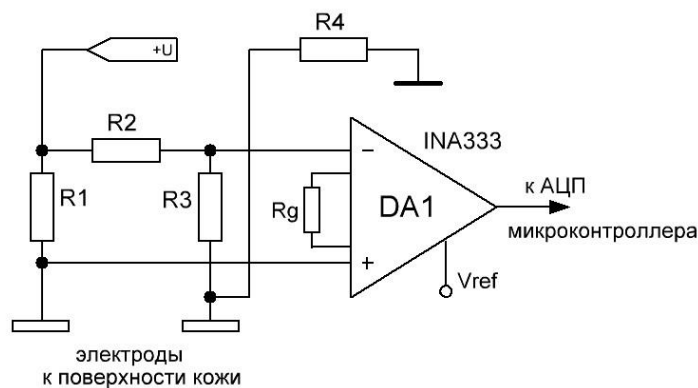 +U
R4
R2
INA333
R1
R3
Rg
−
DA1
+
к АЦП
микроконтроллера
Vref
электроды
к поверхности кожи